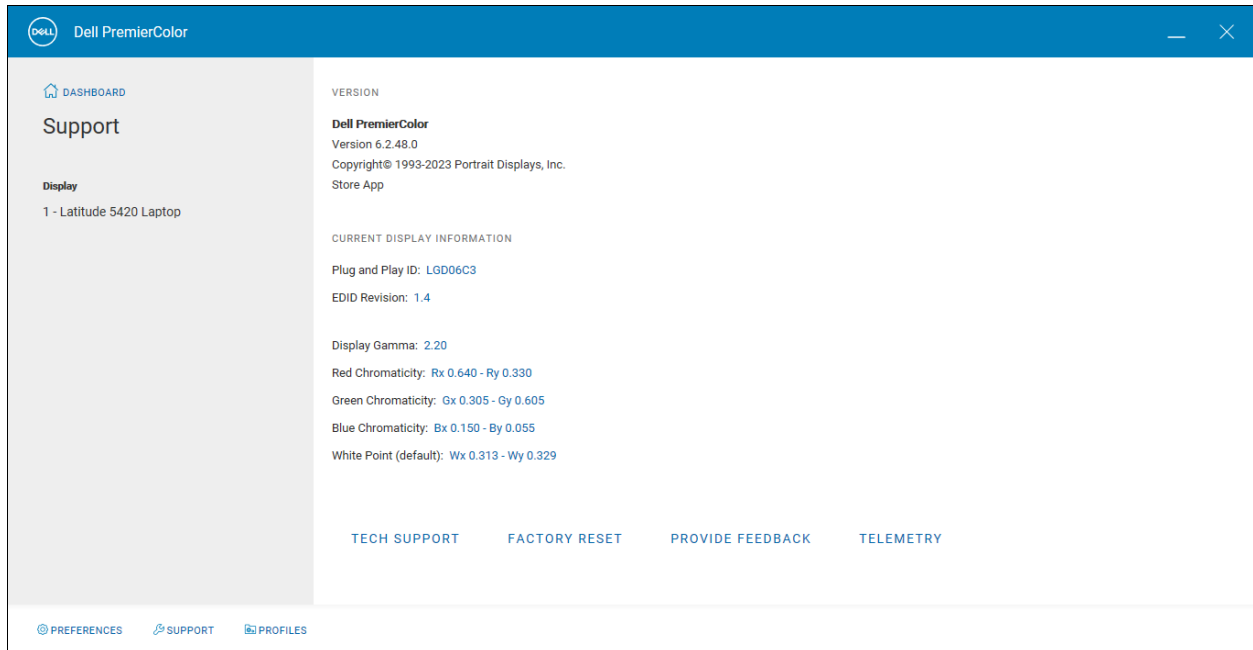 DELL Dell PremierColor
DASHBOARD
Support
Display
1 - Latitude 5420 Laptop
VERSION
Dell PremierColor
Version 6.2.48.0
Copyright© 1993-2023 Portrait Displays, Inc.
Store App
CURRENT DISPLAY INFORMATION
Plug and Play ID: LGD06C3
EDID Revision: 1.4
Display Gamma: 2.20
Red Chromaticity: Rx 0.640 - Ry 0.330
Green Chromaticity: Gx 0.305 - Gy 0.605
Blue Chromaticity: Bx 0.150 - By 0.055
White Point (default): Wx 0.313 - Wy 0.329
TECH SUPPORT FACTORY RESET PROVIDE FEEDBACK TELEMETRY
PREFERENCES SUPPORT PROFILES